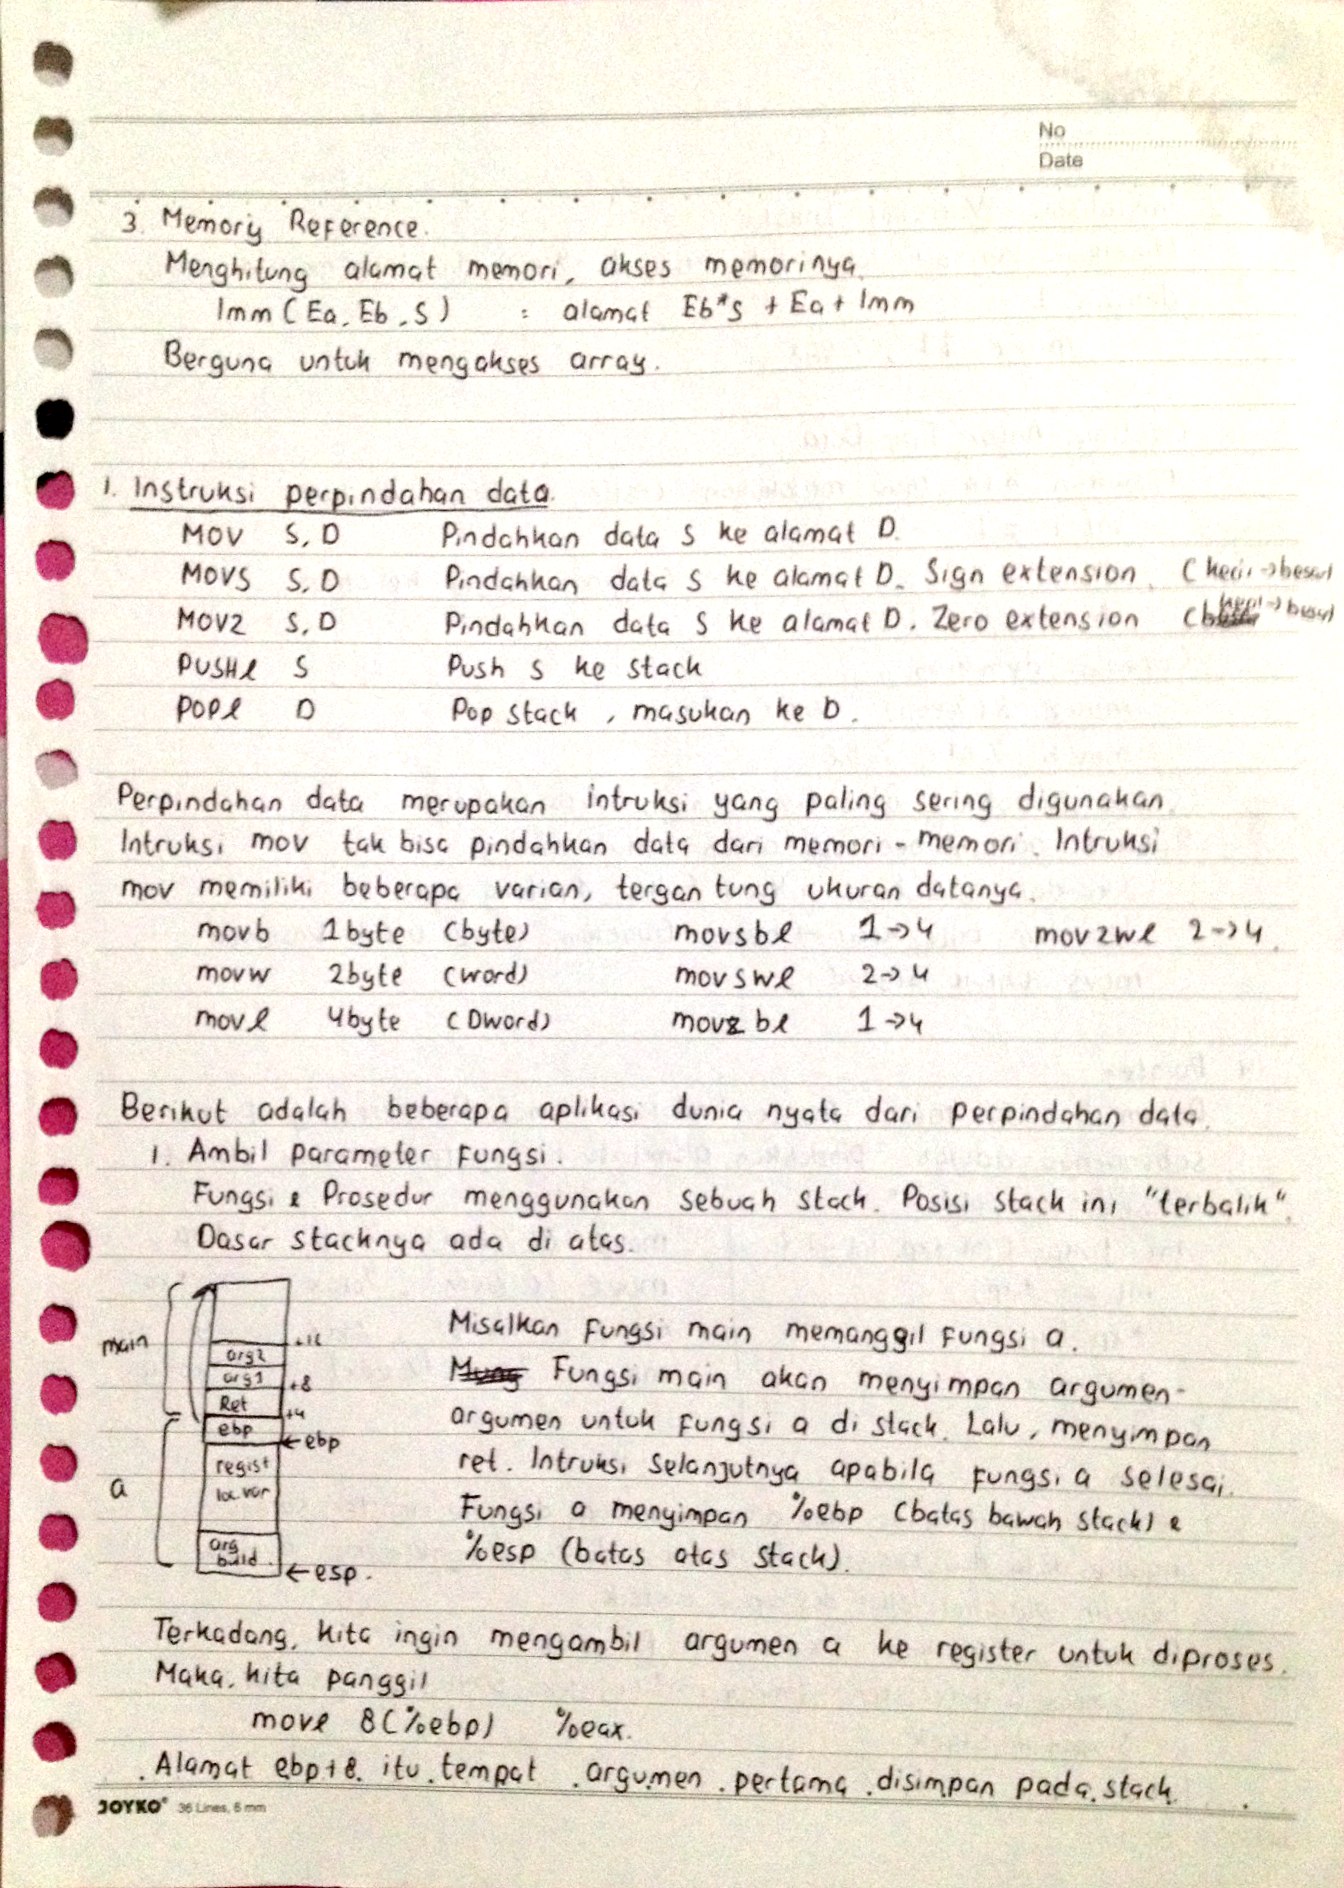 No
Date
3. Memory Reference.
Menghitung alamat memori, akses memorinya.
Imm (Ea, Eb, S) : alamat Eb*S + Ea + Imm
Berguna untuk mengakses array.
1. Instruksi perpindahan data.
MOV S, D Pindahkan data S ke alamat D.
MOVS S, D Pindahkan data S ke alamat D. Sign extension. (kecil → besar)
MOVZ S, D Pindahkan data S ke alamat D. Zero extension (kecil → besar)
PUSHl S Push S ke stack
POPl D Pop stack, masukan ke D.
Perpindahan data merupakan intruksi yang paling sering digunakan.
Intruksi mov tak bisa pindahkan data dari memori - memori. Intruksi
mov memiliki beberapa varian, tergantung ukuran datanya.
movb 1byte (byte) movsbl 1→4 movzwl 2→4.
movw 2byte (word) movswl 2→4
movl 4byte (Dword) movzbl 1→4
Berikut adalah beberapa aplikasi dunia nyata dari perpindahan data.
1. Ambil parameter fungsi.
Fungsi & Prosedur menggunakan sebuah stack. Posisi stack ini "terbalik".
Dasar stacknya ada di atas.
main
+12
arg2
arg1
+8
Ret
+4
ebp
←ebp
a
regist
loc var
arg
build.
←esp.
Misalkan fungsi main memanggil fungsi a.
Fungsi main akan menyimpan argumen-
argumen untuk fungsi a di stack. Lalu, menyimpan
ret. Intruksi selanjutnya apabila fungsi a selesai.
Fungsi a menyimpan %ebp (batas bawah stack) &
%esp (batas atas stack).
Terkadang, kita ingin mengambil argumen a ke register untuk diproses.
Maka, kita panggil
movl 8(%ebp) %eax.
Alamat ebp+8 itu tempat argumen pertama disimpan pada stack.
JOYKO® 36 Lines, 6 mm